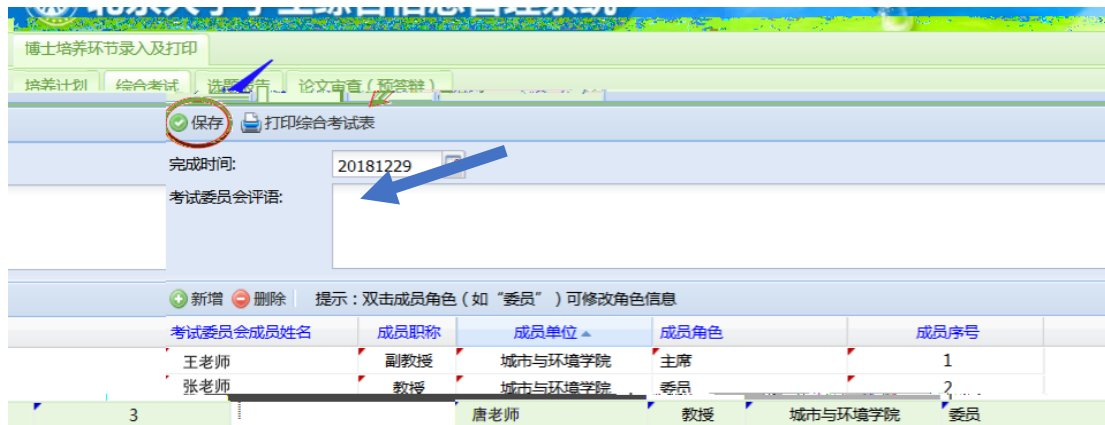 博士培养环节录入及打印
培养计划 综合考试 选题报告 论文审查(预答辩)
保存 打印综合考试表
完成时间: 20181229
考试委员会评语:
新增 删除 提示:双击成员角色(如“委员”)可修改角色信息
考试委员会成员姓名 成员职称 成员单位 成员角色 成员序号
王老师 副教授 城市与环境学院 主席 1
张老师 教授 城市与环境学院 委员 2
3 唐老师 教授 城市与环境学院 委员